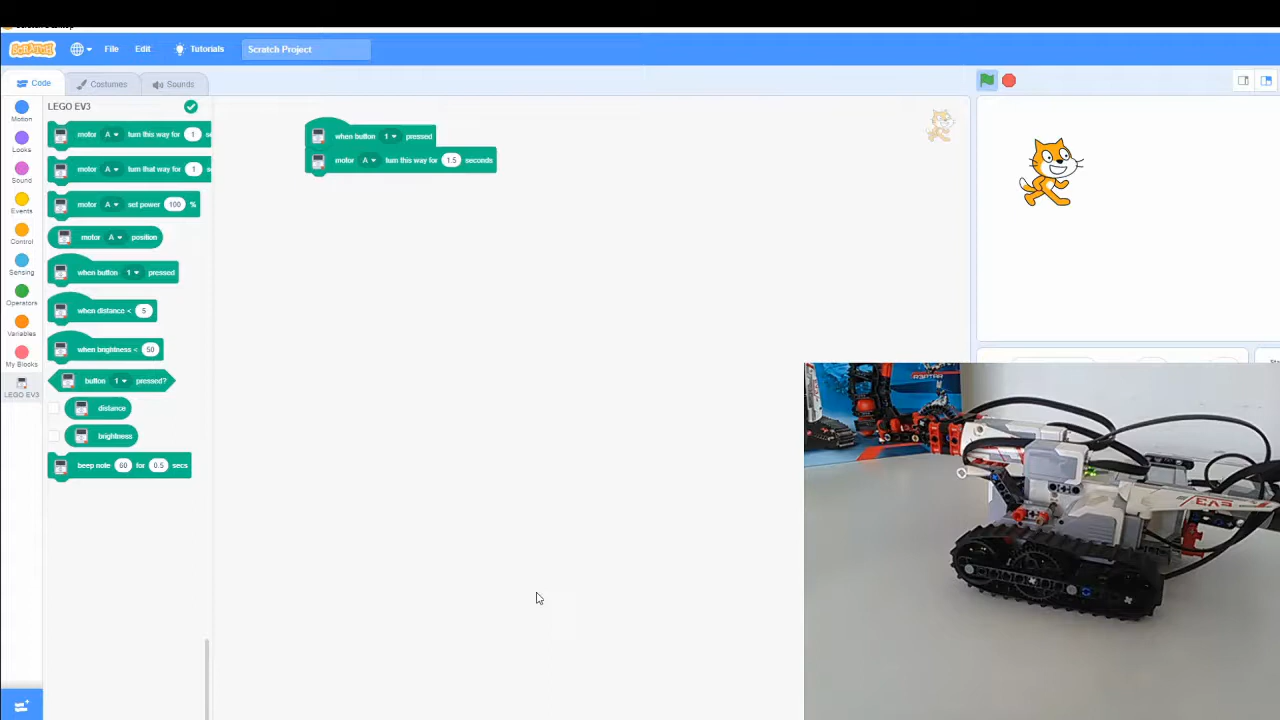 SCRATCH
File
Edit
Tutorials
Scratch Project
Code
Costumes
Sounds
Motion
Looks
Sound
Events
Control
Sensing
Operators
Variables
My Blocks
LEGO EV3
LEGO EV3
motor A turn this way for 1
motor A turn that way for 1
motor A set power 100 %
motor A position
when button 1 pressed
when distance < 5
when brightness < 50
button 1 pressed?
distance
brightness
beep note 60 for 0.5 secs
when button 1 pressed
motor A turn this way for 1.5 seconds
EV3